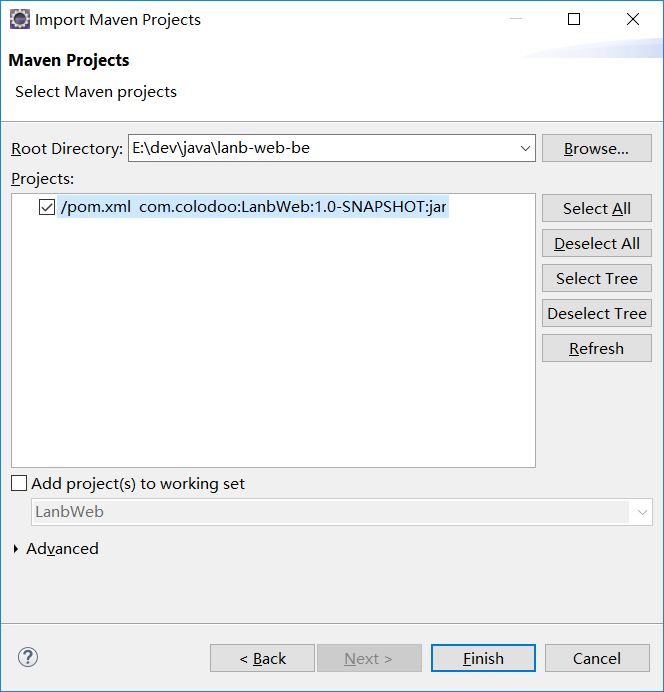 Import Maven Projects
Maven Projects
Select Maven projects
Root Directory: E:\dev\java\lanb-web-be Browse...
Projects:
/pom.xml com.colodoo:LanbWeb:1.0-SNAPSHOT:jar
Select All
Deselect All
Select Tree
Deselect Tree
Refresh
Add project(s) to working set
LanbWeb
Advanced
? < Back Next > Finish Cancel